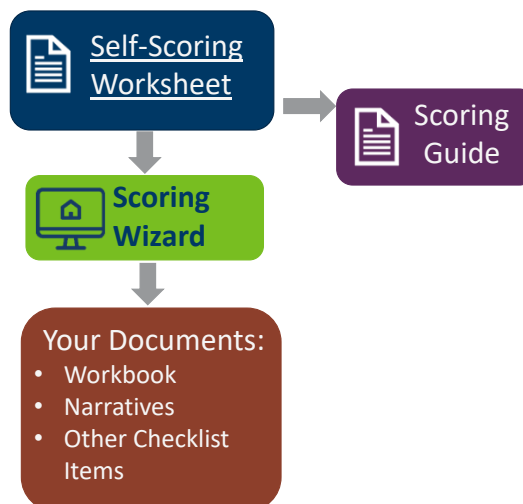 Self-Scoring
Worksheet
Scoring
Guide
Scoring
Wizard
Your Documents:
• Workbook
• Narratives
• Other Checklist
Items